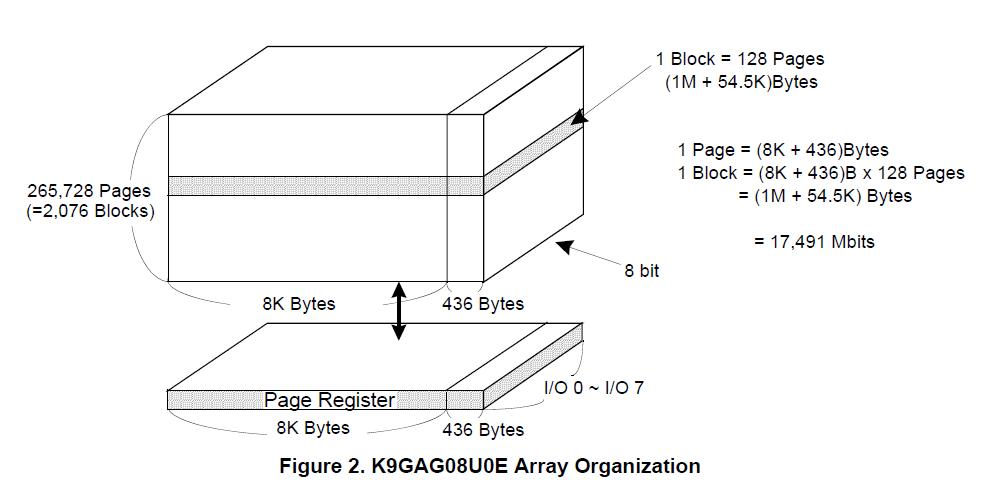 1 Block = 128 Pages
(1M + 54.5K)Bytes
1 Page = (8K + 436)Bytes
1 Block = (8K + 436)B x 128 Pages
= (1M + 54.5K) Bytes
= 17,491 Mbits
265,728 Pages
(=2,076 Blocks)
8 bit
8K Bytes
436 Bytes
I/O 0 ~ I/O 7
Page Register
8K Bytes
436 Bytes
Figure 2. K9GAG08U0E Array Organization